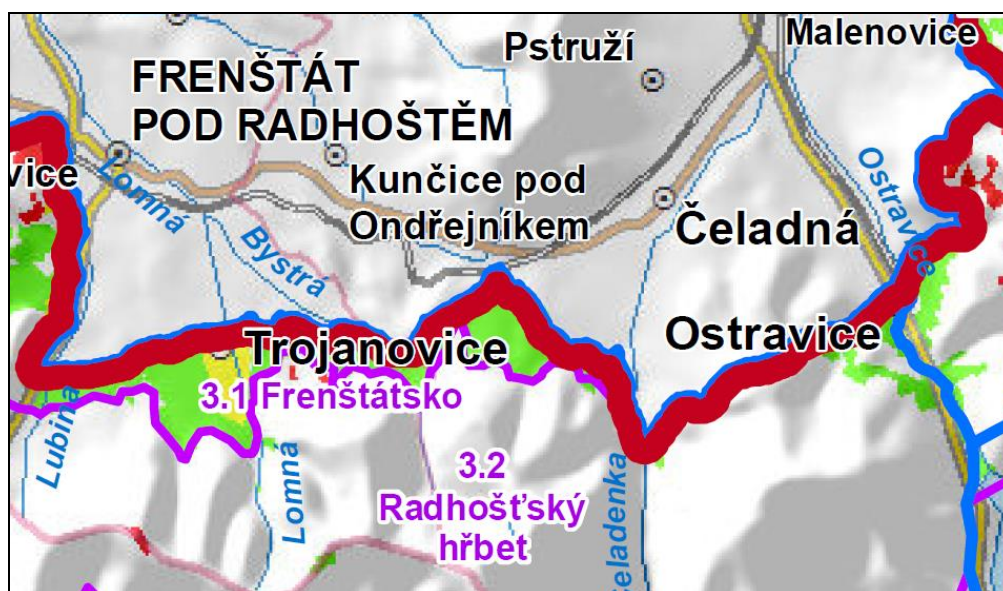 Pstruží
Malenovice
FRENŠTÁT
POD RADHOŠTĚM
vice
Lomná
Kunčice pod
Ondřejníkem
Ostravice
Čeladná
Bystrá
Trojanovice
Ostravice
3.1 Frenštátsko
Lubina
Lomná
3.2
Radhošťský
hřbet
eladenka